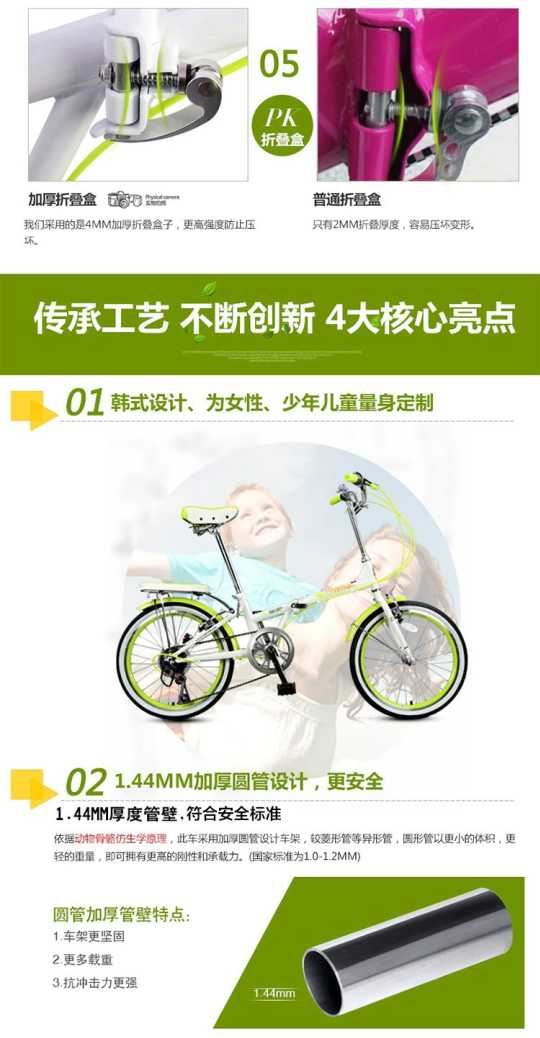 05
PK
折叠盒
加厚折叠盒
Physical camera
实物拍照
普通折叠盒
我们采用的是4MM加厚折叠盒子，更高强度防止压
坏。
只有2MM折叠厚度，容易压坏变形。
传承工艺 不断创新 4大核心亮点
01 韩式设计、为女性、少年儿童量身定制
02 1.44MM加厚圆管设计，更安全
1.44MM厚度管壁.符合安全标准
依据动物骨骼仿生学原理，此车采用加厚圆管设计车架，较菱形管等异形管，圆形管以更小的体积，更
轻的重量，即可拥有更高的刚性和承载力。(国家标准为1.0-1.2MM)
圆管加厚管壁特点:
1.车架更坚固
2.更多载重
3.抗冲击力更强
1.44mm